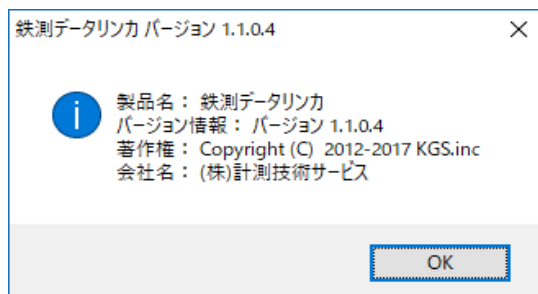 鉄測データリンカ バージョン 1.1.0.4
製品名： 鉄測データリンカ
バージョン情報： バージョン 1.1.0.4
著作権： Copyright (C) 2012-2017 KGS.inc
会社名： (株)計測技術サービス
OK